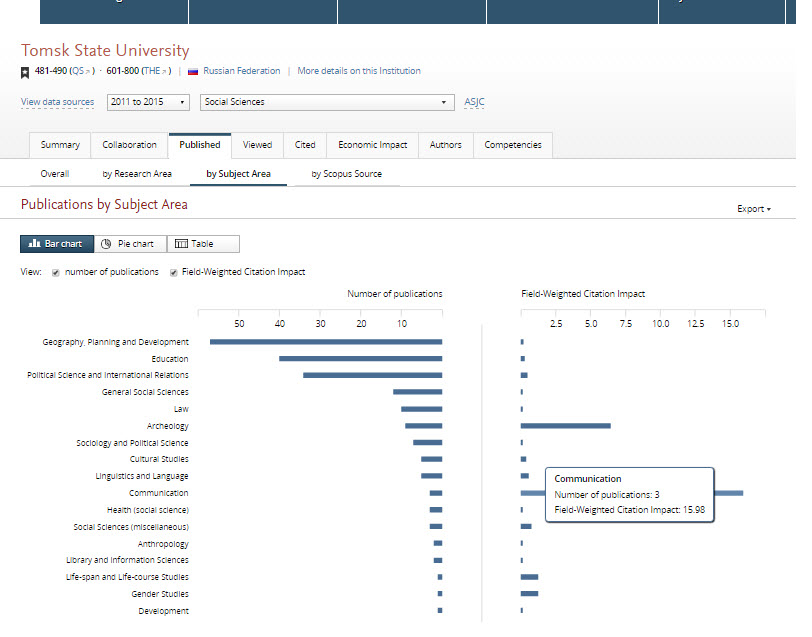 Tomsk State University
481-490 (QS) · 601-800 (THE) | Russian Federation | More details on this Institution
View data sources 2011 to 2015 Social Sciences ASJC
Summary Collaboration Published Viewed Cited Economic Impact Authors Competencies
Overall by Research Area by Subject Area by Scopus Source
Publications by Subject Area
Export
Bar chart Pie chart Table
View: number of publications Field-Weighted Citation Impact
Number of publications Field-Weighted Citation Impact
50 40 30 20 10 2.5 5.0 7.5 10.0 12.5 15.0
Geography, Planning and Development
Education
Political Science and International Relations
General Social Sciences
Law
Archeology
Sociology and Political Science
Cultural Studies
Linguistics and Language
Communication
Health (social science)
Social Sciences (miscellaneous)
Anthropology
Library and Information Sciences
Life-span and Life-course Studies
Gender Studies
Development
Communication
Number of publications: 3
Field-Weighted Citation Impact: 15.98